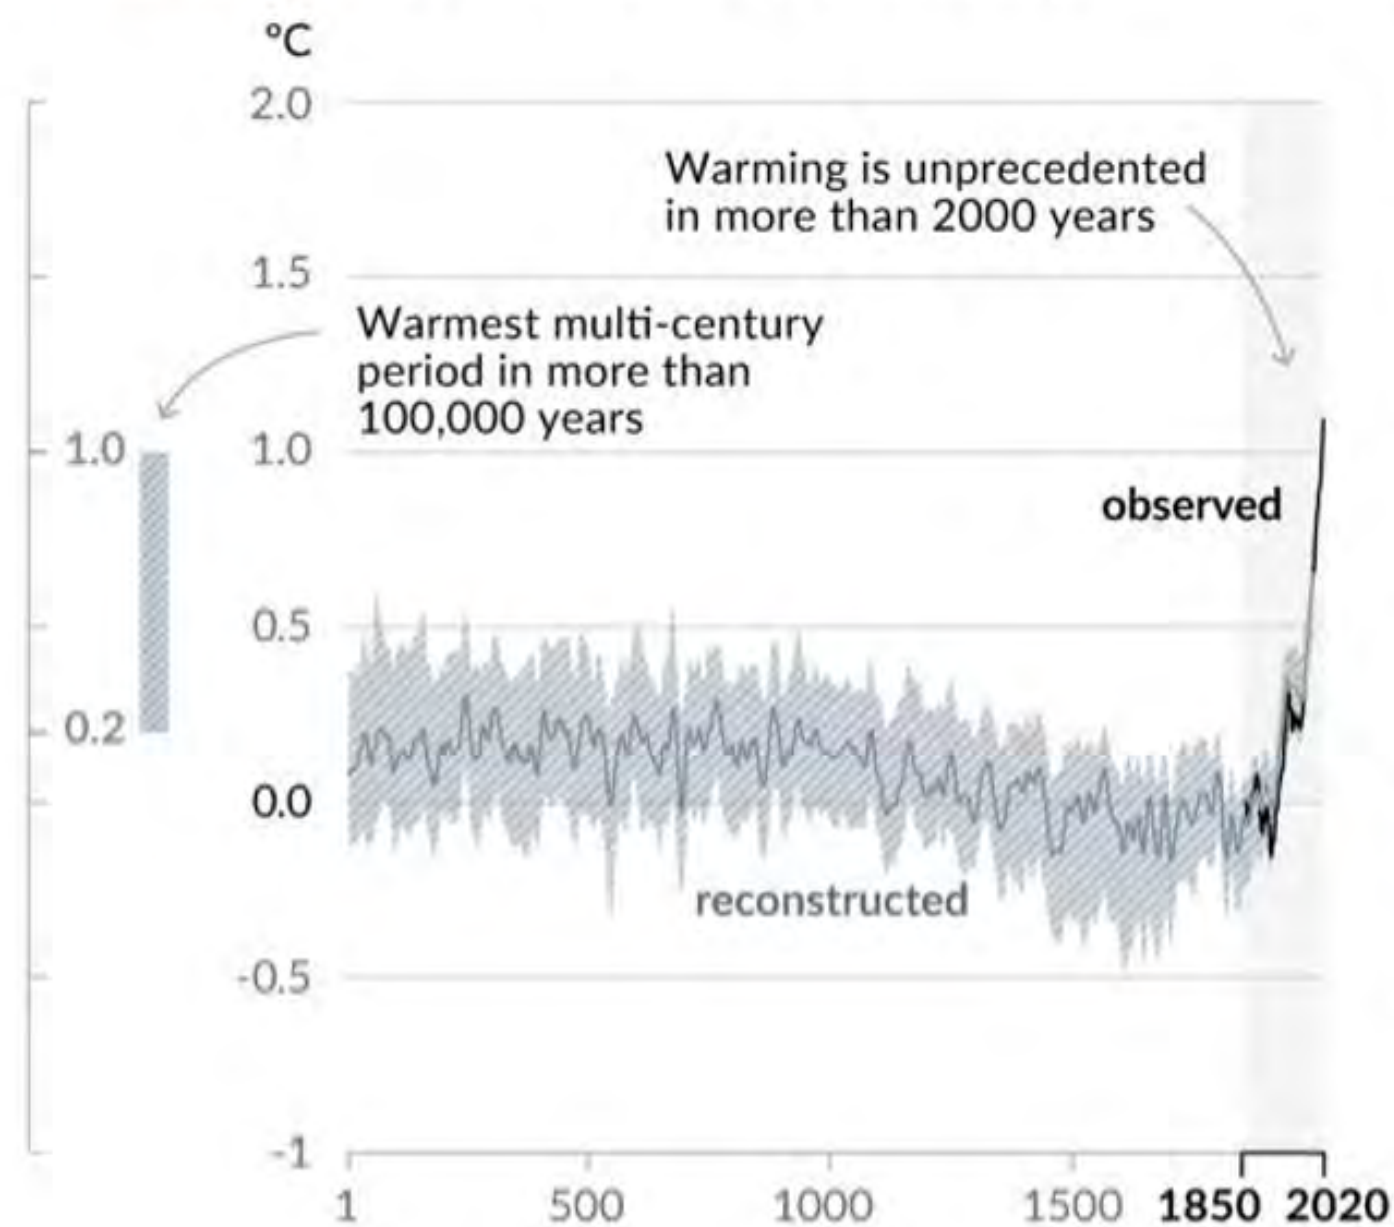 °C
2.0
Warming is unprecedented
in more than 2000 years
1.5
Warmest multi-century
period in more than
100,000 years
1.0
1.0
observed
0.5
0.2
0.0
reconstructed
-0.5
-1
1 500 1000 1500 1850 2020